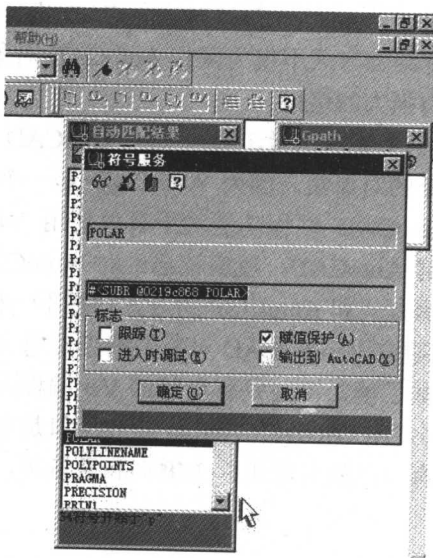 帮助(H)
自动匹配结果
Gpath
符号服务
POLAR
#<SUBR @0219c868 POLAR>
标志
跟踪(T)
赋值保护(A)
进入时调试(E)
输出到 AutoCAD(X)
确定(O)
取消
POLAR
POLYLINENAME
POLYPOINTS
PRAGMA
PRECISION
PRIN1